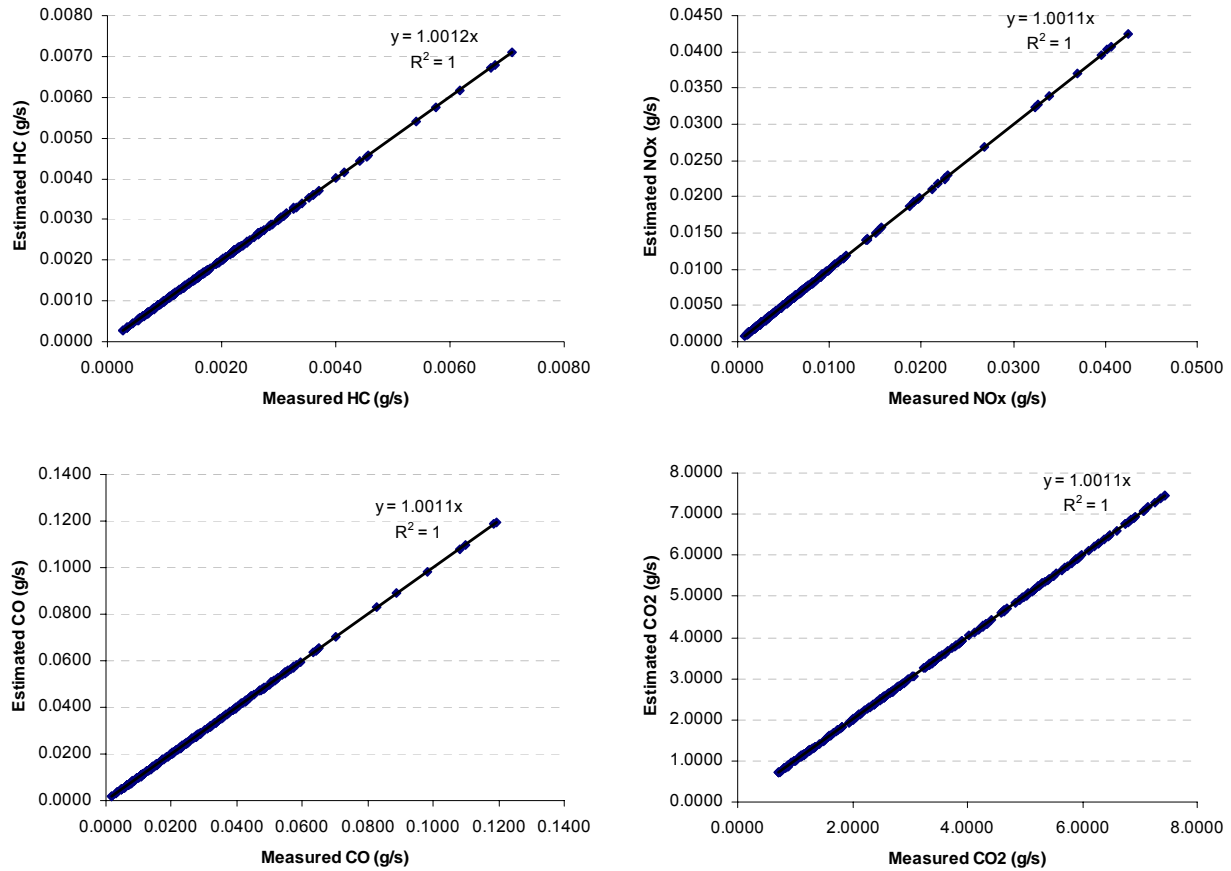 y = 1.0012x
R² = 1
0.0070
0.0060
0.0050
0.0040
0.0030
0.0020
0.0010
0.0000
0.0080
Estimated HC (g/s)
0.0000 0.0020 0.0040 0.0060 0.0080
Measured HC (g/s)
y = 1.0011x
R² = 1
0.0450
0.0400
0.0350
0.0300
0.0250
0.0200
0.0150
0.0100
0.0050
0.0000
Estimated NOx (g/s)
0.0000 0.0100 0.0200 0.0300 0.0400 0.0500
Measured NOx (g/s)
y = 1.0011x
R² = 1
0.1400
0.1200
0.1000
0.0800
0.0600
0.0400
0.0200
0.0000
Estimated CO (g/s)
0.0000 0.0200 0.0400 0.0600 0.0800 0.1000 0.1200 0.1400
Measured CO (g/s)
y = 1.0011x
R² = 1
8.0000
7.0000
6.0000
5.0000
4.0000
3.0000
2.0000
1.0000
0.0000
Estimated CO2 (g/s)
0.0000 2.0000 4.0000 6.0000 8.0000
Measured CO2 (g/s)